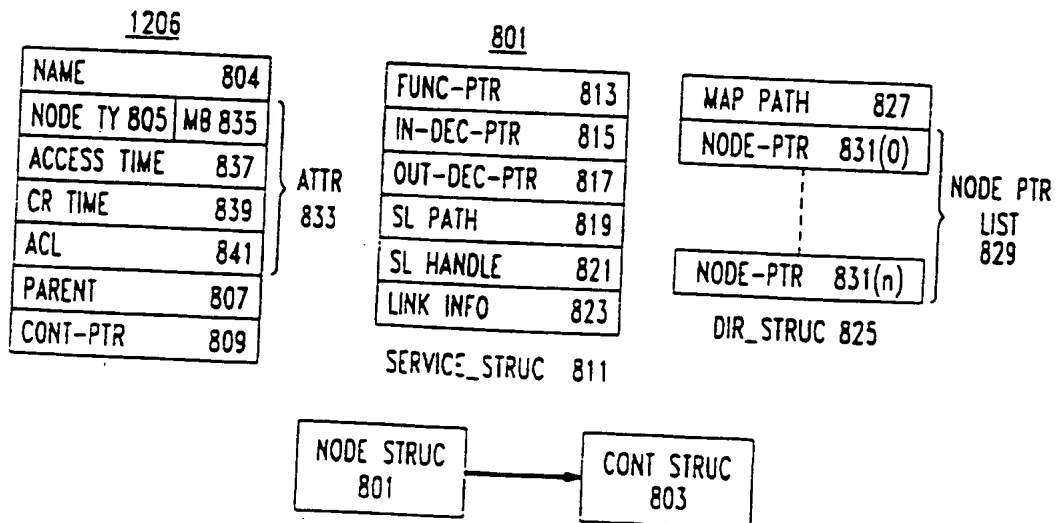 1206
NAME 804
NODE TY 805 MB 835
ACCESS TIME 837
CR TIME 839
ACL 841
PARENT 807
CONT-PTR 809
ATTR
833
801
FUNC-PTR 813
IN-DEC-PTR 815
OUT-DEC-PTR 817
SL PATH 819
SL HANDLE 821
LINK INFO 823
SERVICE_STRUC 811
MAP PATH 827
NODE-PTR 831(0)
NODE-PTR 831(n)
DIR_STRUC 825
NODE PTR
LIST
829
NODE STRUC
801
CONT STRUC
803